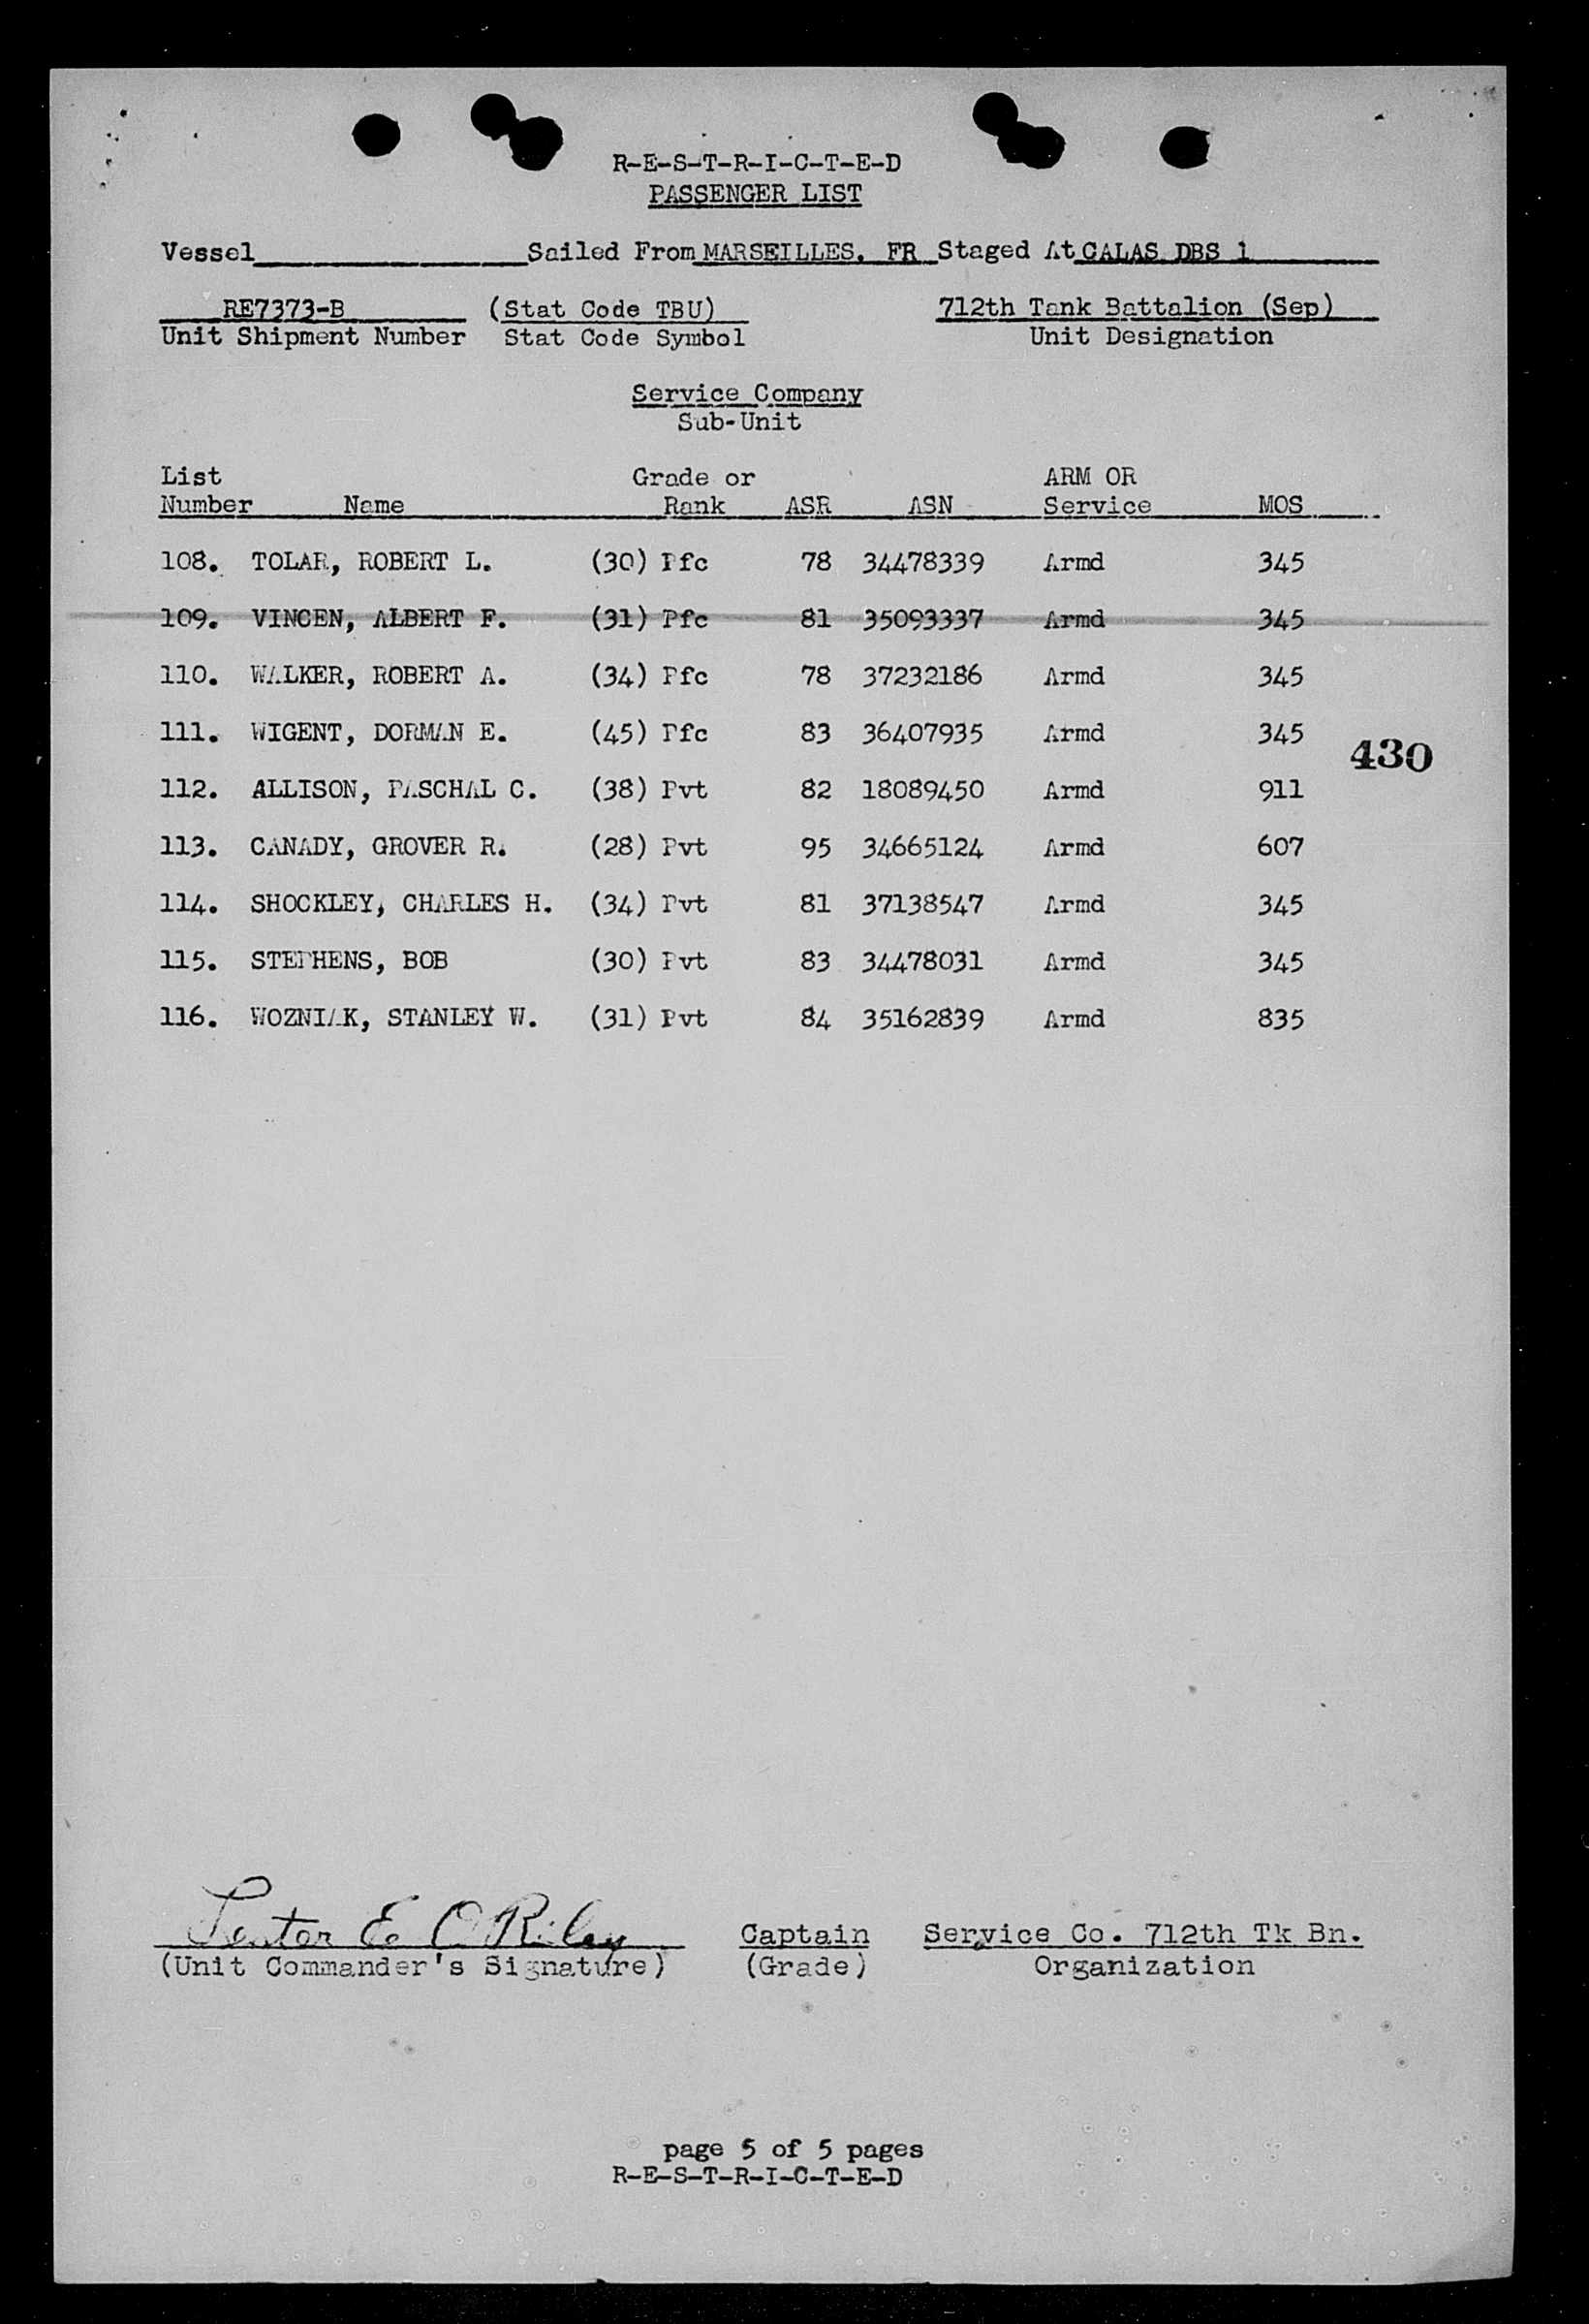 R-E-S-T-R-I-C-T-E-D
PASSENGER LIST
Vessel Sailed From MARSEILLES. FR Staged At CALAS DBS 1
RE7373-B (Stat Code TBU) 712th Tank Battalion (Sep)
Unit Shipment Number Stat Code Symbol Unit Designation
Service Company
Sub-Unit
List Grade or ARM OR
Number Name Rank ASR ASN Service MOS
108. TOLAR, ROBERT L. (30) Pfc 78 34478339 Armd 345
109. VINCEN, ALBERT F. (31) Pfc 81 35093337 Armd 345
110. WALKER, ROBERT A. (34) Pfc 78 37232186 Armd 345
111. WIGENT, DORMAN E. (45) Pfc 83 36407935 Armd 345
430
112. ALLISON, PASCHAL C. (38) Pvt 82 18089450 Armd 911
113. CANADY, GROVER R. (28) Pvt 95 34665124 Armd 607
114. SHOCKLEY, CHARLES H. (34) Pvt 81 37138547 Armd 345
115. STEPHENS, BOB (30) Pvt 83 34478031 Armd 345
116. WOZNIAK, STANLEY W. (31) Pvt 84 35162839 Armd 835
E. O Riley Captain Service Co. 712th Tk Bn.
(Unit Commander's Signature) (Grade) Organization
page 5 of 5 pages
R-E-S-T-R-I-C-T-E-D